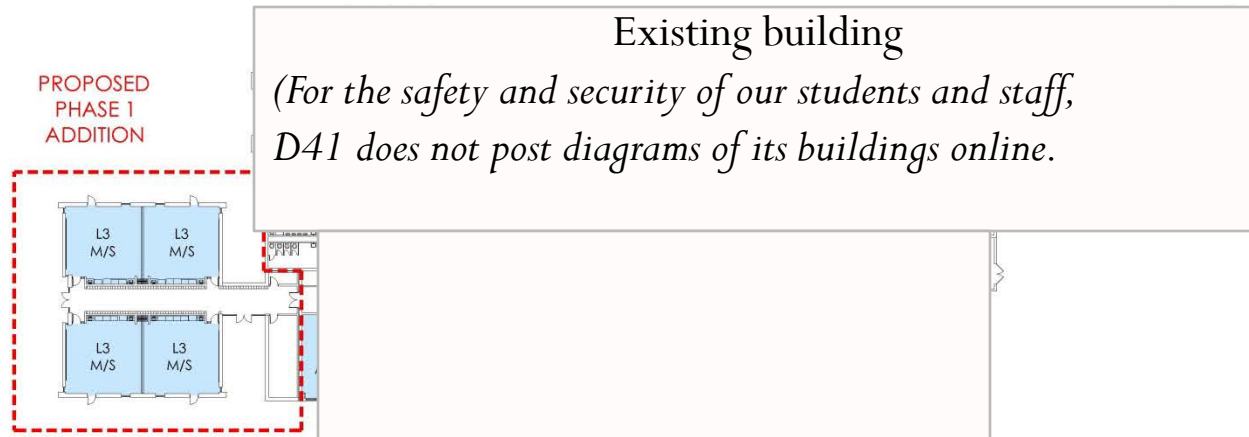 Existing building
(For the safety and security of our students and staff,
D41 does not post diagrams of its buildings online.
PROPOSED
PHASE 1
ADDITION
L3
M/S
L3
M/S
L3
M/S
L3
M/S